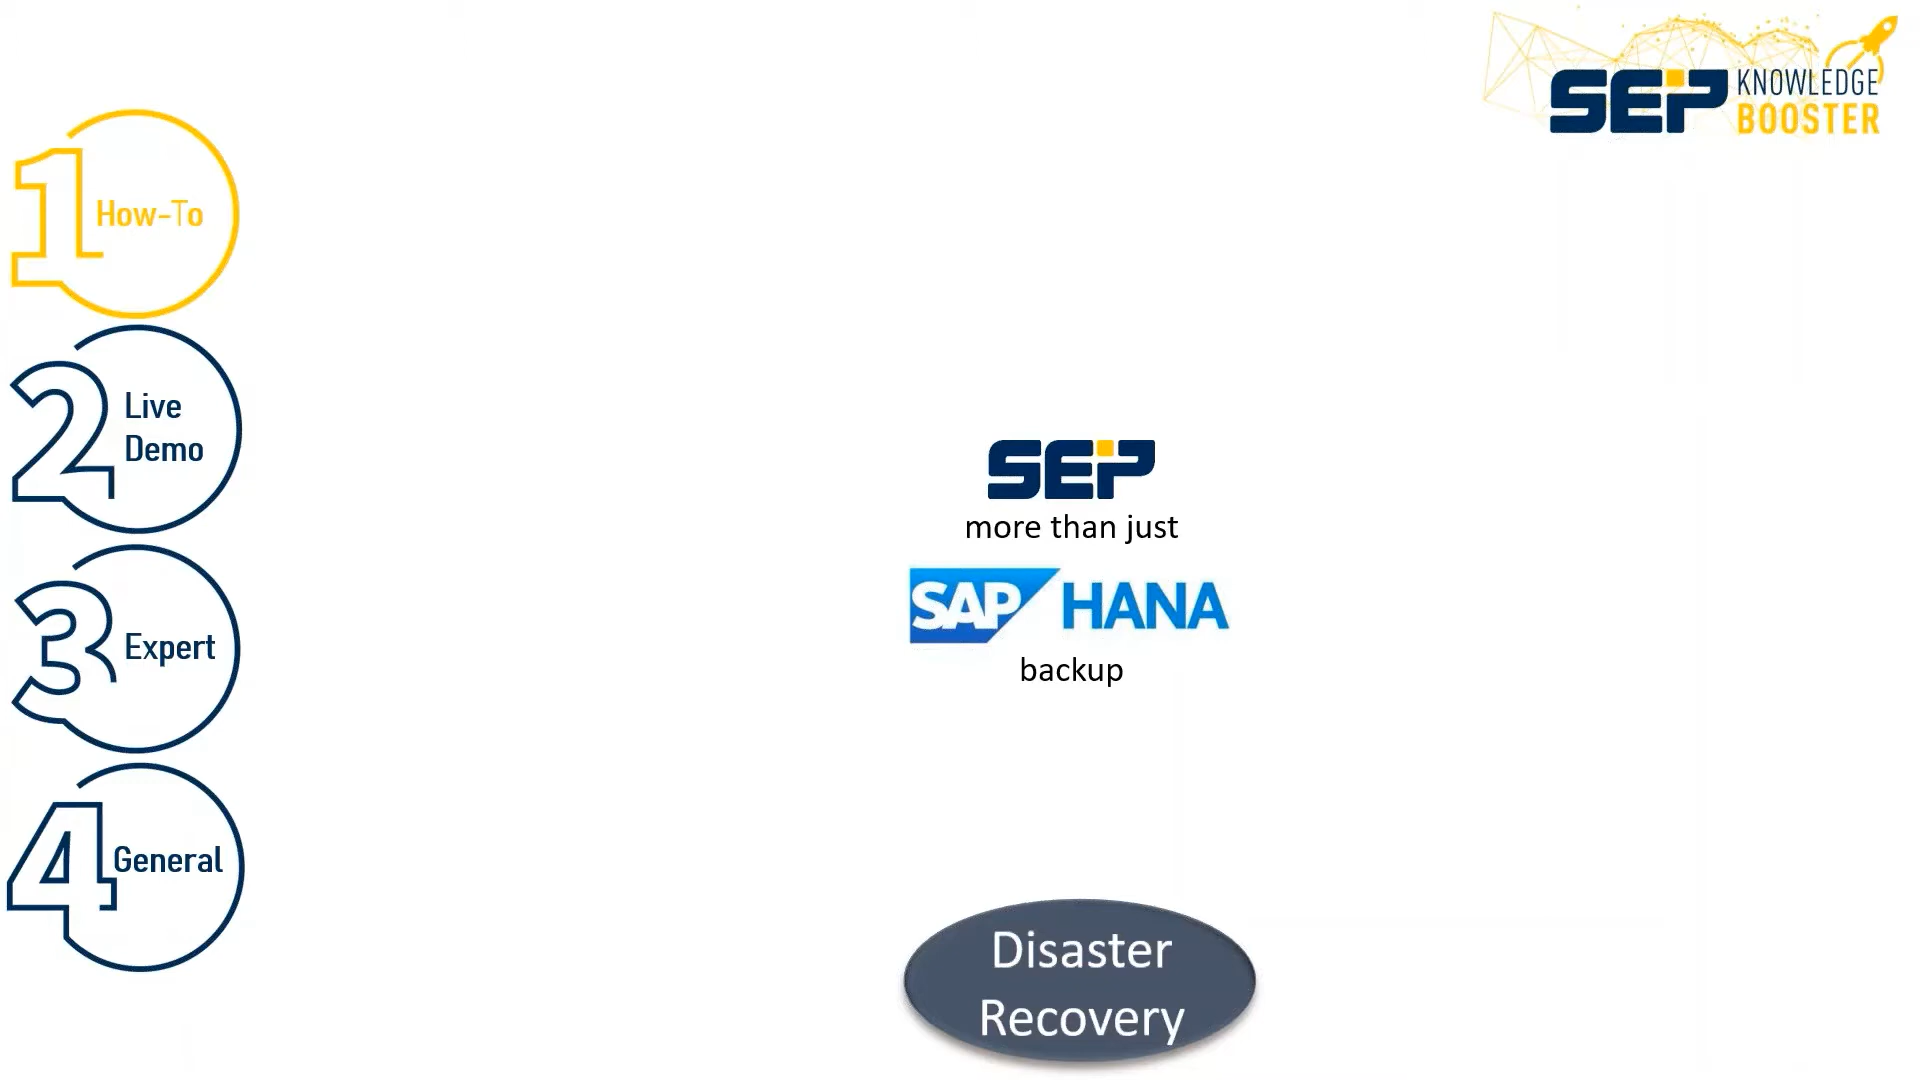 SEP KNOWLEDGE
BOOSTER
1 How-To
2 Live
Demo
3 Expert
4 General
SEP
more than just
SAP HANA
backup
Disaster
Recovery